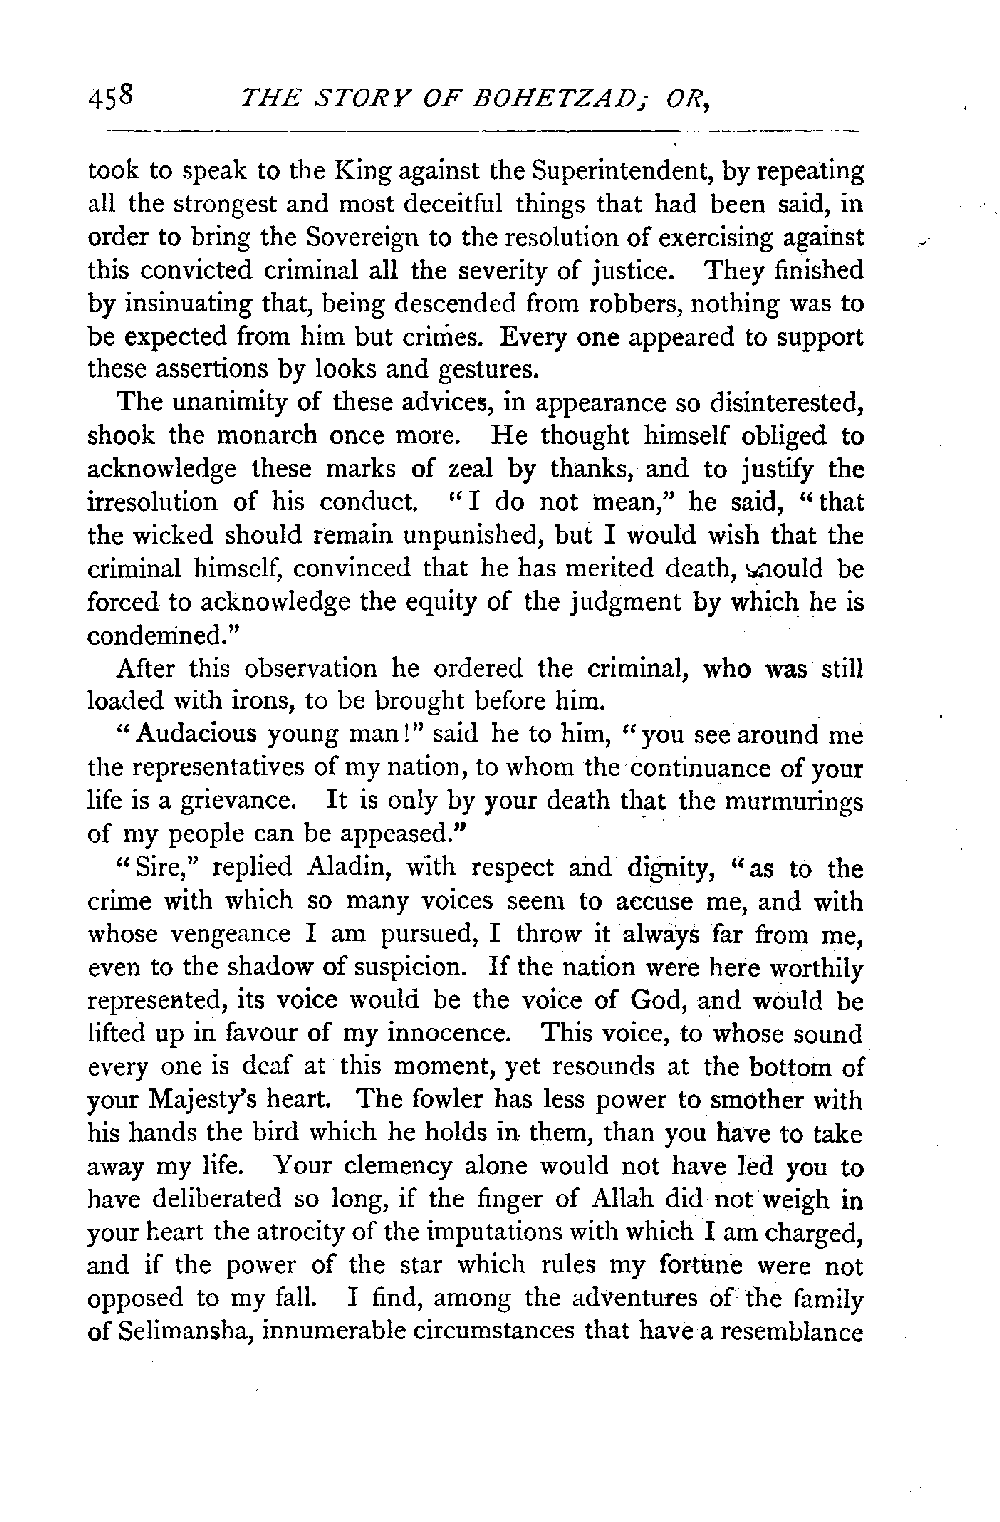 458 THE STORY OF BOHETZAD; OR,
took to speak to the King against the Superintendent, by repeating
all the strongest and most deceitful things that had been said, in
order to bring the Sovereign to the resolution of exercising against
this convicted criminal all the severity of justice. They finished
by insinuating that, being descended from robbers, nothing was to
be expected from him but crimes. Every one appeared to support
these assertions by looks and gestures.
The unanimity of these advices, in appearance so disinterested,
shook the monarch once more. He thought himself obliged to
acknowledge these marks of zeal by thanks, and to justify the
irresolution of his conduct. "I do not mean," he said, "that
the wicked should remain unpunished, but I would wish that the
criminal himself, convinced that he has merited death, should be
forced to acknowledge the equity of the judgment by which he is
condemned."
After this observation he ordered the criminal, who was still
loaded with irons, to be brought before him.
"Audacious young man!" said he to him, "you see around me
the representatives of my nation, to whom the continuance of your
life is a grievance. It is only by your death that the murmurings
of my people can be appeased."
"Sire," replied Aladin, with respect and dignity, "as to the
crime with which so many voices seem to accuse me, and with
whose vengeance I am pursued, I throw it always far from me,
even to the shadow of suspicion. If the nation were here worthily
represented, its voice would be the voice of God, and would be
lifted up in favour of my innocence. This voice, to whose sound
every one is deaf at this moment, yet resounds at the bottom of
your Majesty's heart. The fowler has less power to smother with
his hands the bird which he holds in them, than you have to take
away my life. Your clemency alone would not have led you to
have deliberated so long, if the finger of Allah did not weigh in
your heart the atrocity of the imputations with which I am charged,
and if the power of the star which rules my fortune were not
opposed to my fall. I find, among the adventures of the family
of Selimansha, innumerable circumstances that have a resemblance